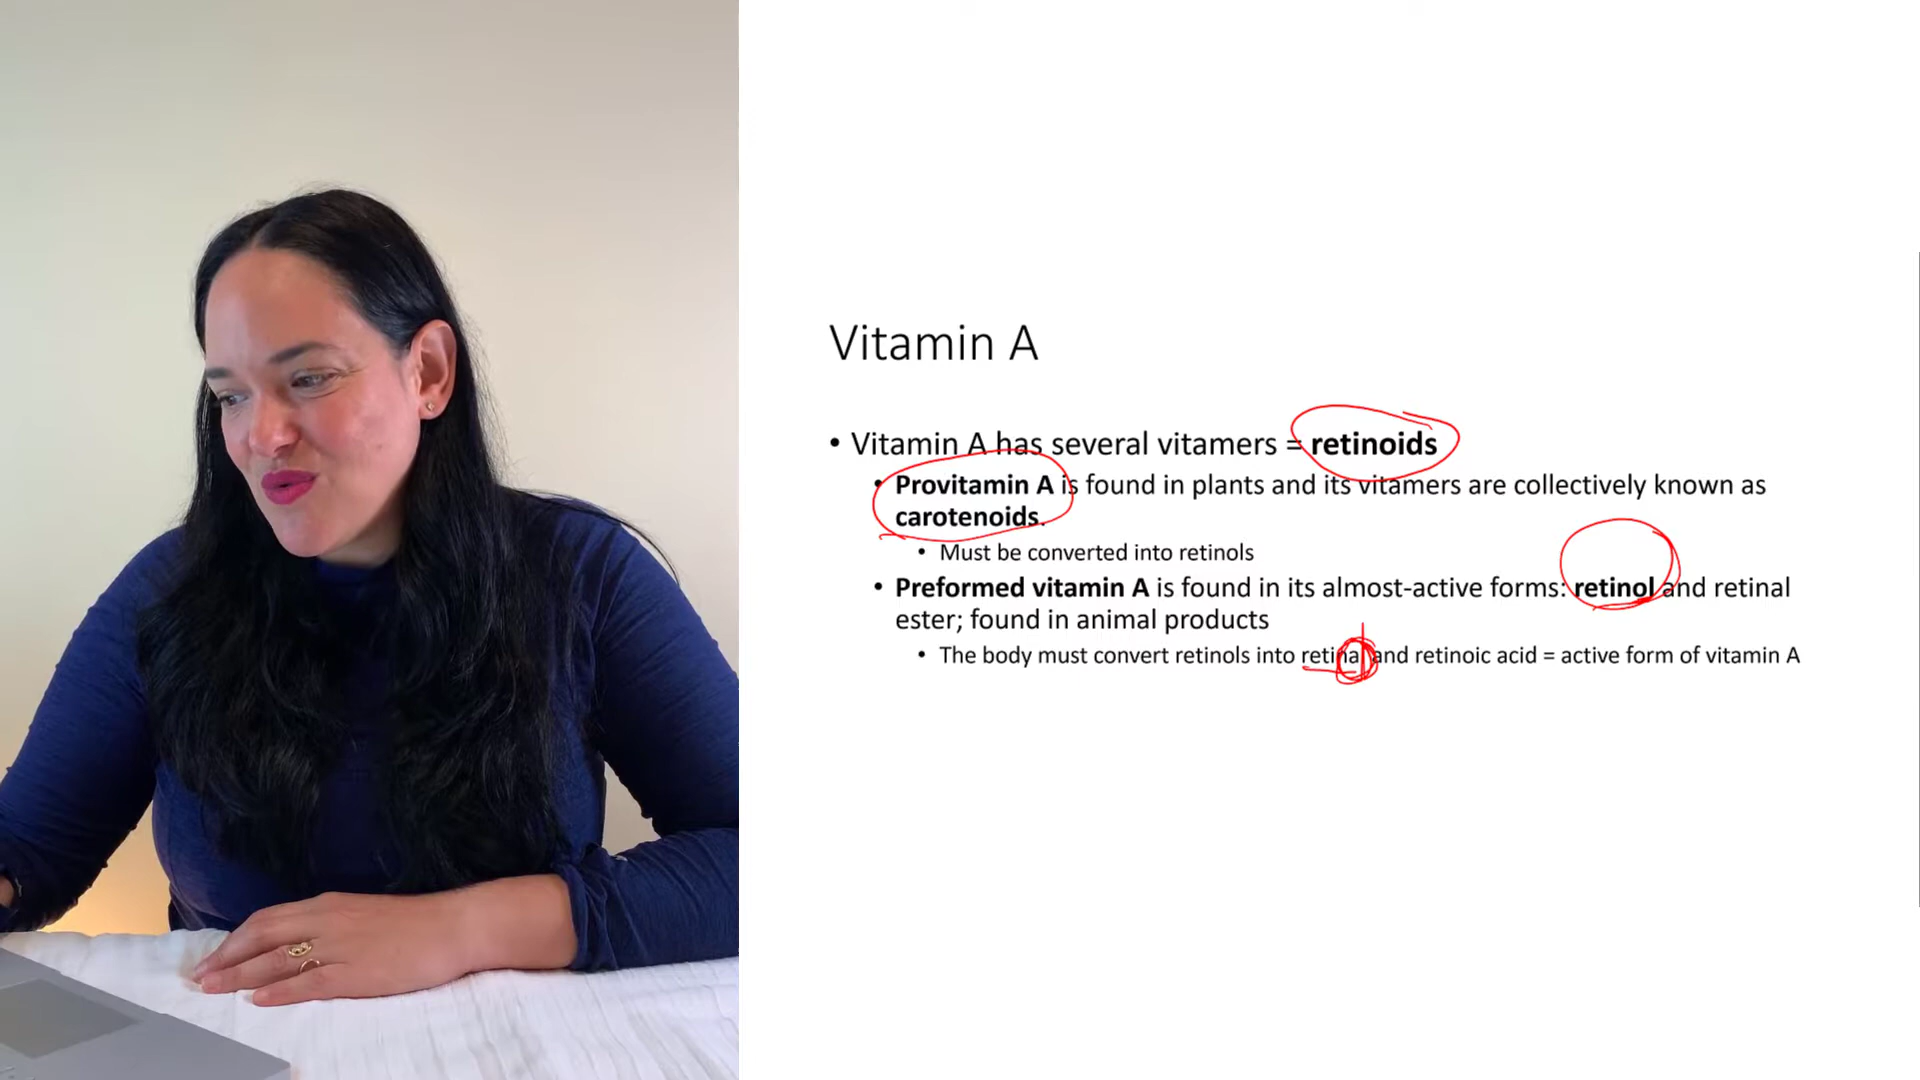 Vitamin A
• Vitamin A has several vitamers = retinoids
• Provitamin A is found in plants and its vitamers are collectively known as
carotenoids.
• Must be converted into retinols
• Preformed vitamin A is found in its almost-active forms: retinol and retinal
ester; found in animal products
• The body must convert retinols into retinal and retinoic acid = active form of vitamin A